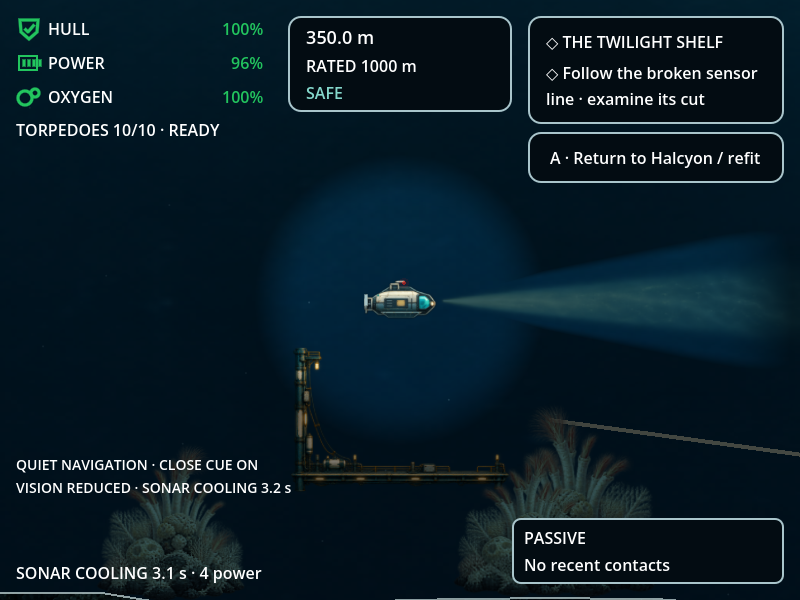 HULL 100%
POWER 96%
OXYGEN 100%
TORPEDOES 10/10 · READY
350.0 m
RATED 1000 m
SAFE
◇ THE TWILIGHT SHELF
◇ Follow the broken sensor
line · examine its cut
A · Return to Halcyon / refit
QUIET NAVIGATION · CLOSE CUE ON
VISION REDUCED · SONAR COOLING 3.2 s
SONAR COOLING 3.1 s · 4 power
PASSIVE
No recent contacts